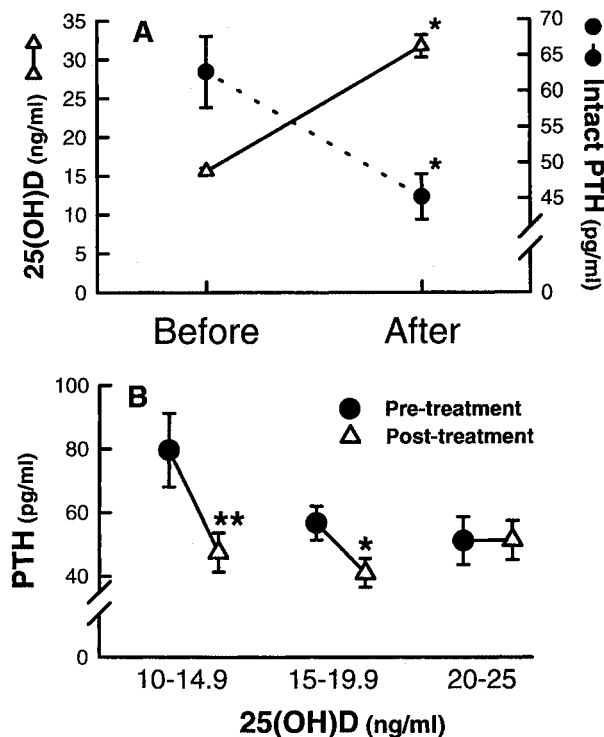 A
35
30
25
20
15
10
5
0
25(OH)D (ng/ml)
70
65
60
55
50
45
0
Intact PTH (pg/ml)
*
*
Before After
B
100
80
60
40
0
PTH (pg/ml)
Pre-treatment
Post-treatment
**
*
10-14.9 15-19.9 20-25
25(OH)D (ng/ml)